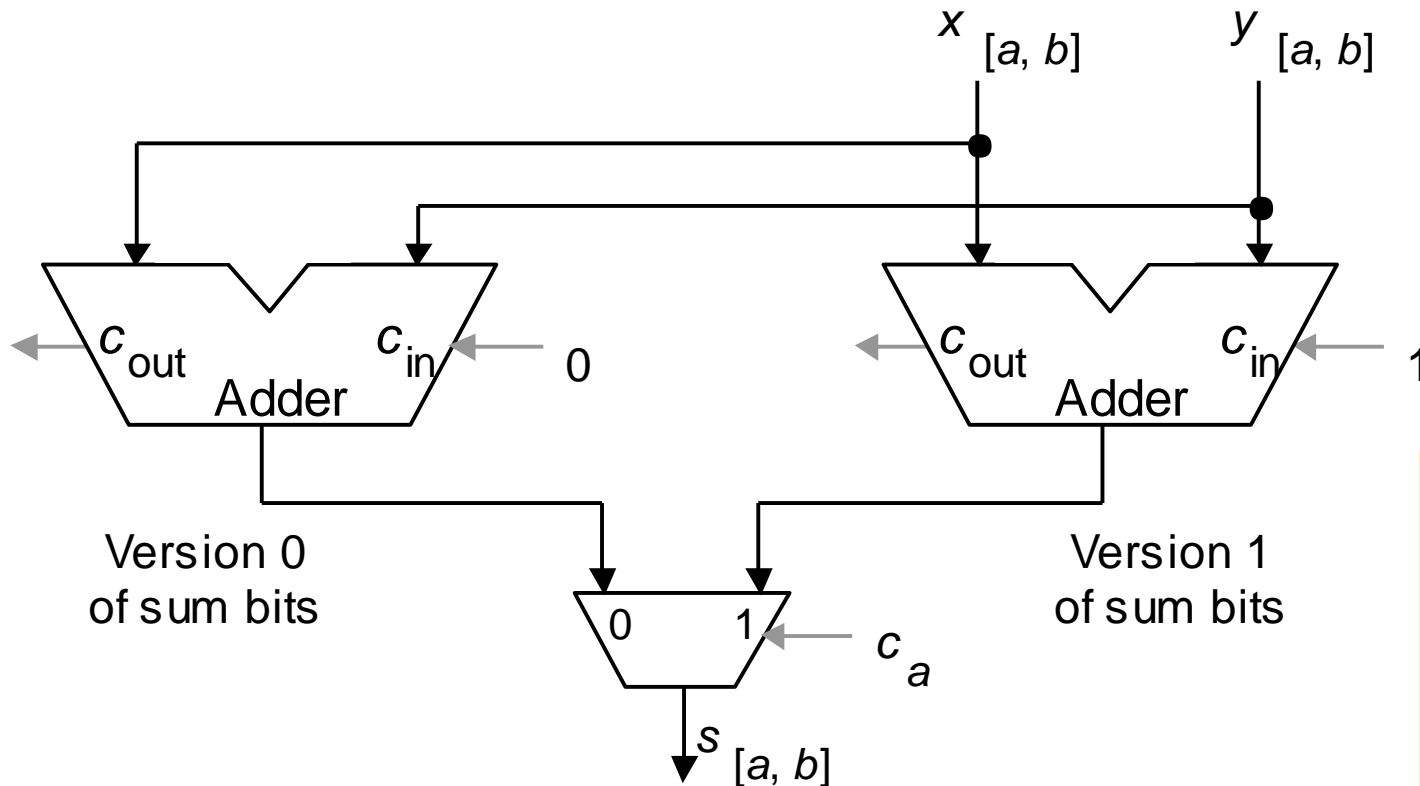 x [a, b]
y [a, b]
c out
c in
0
Adder
c out
c in
1
Adder
Version 0
of sum bits
Version 1
of sum bits
0
1
c a
s [a, b]